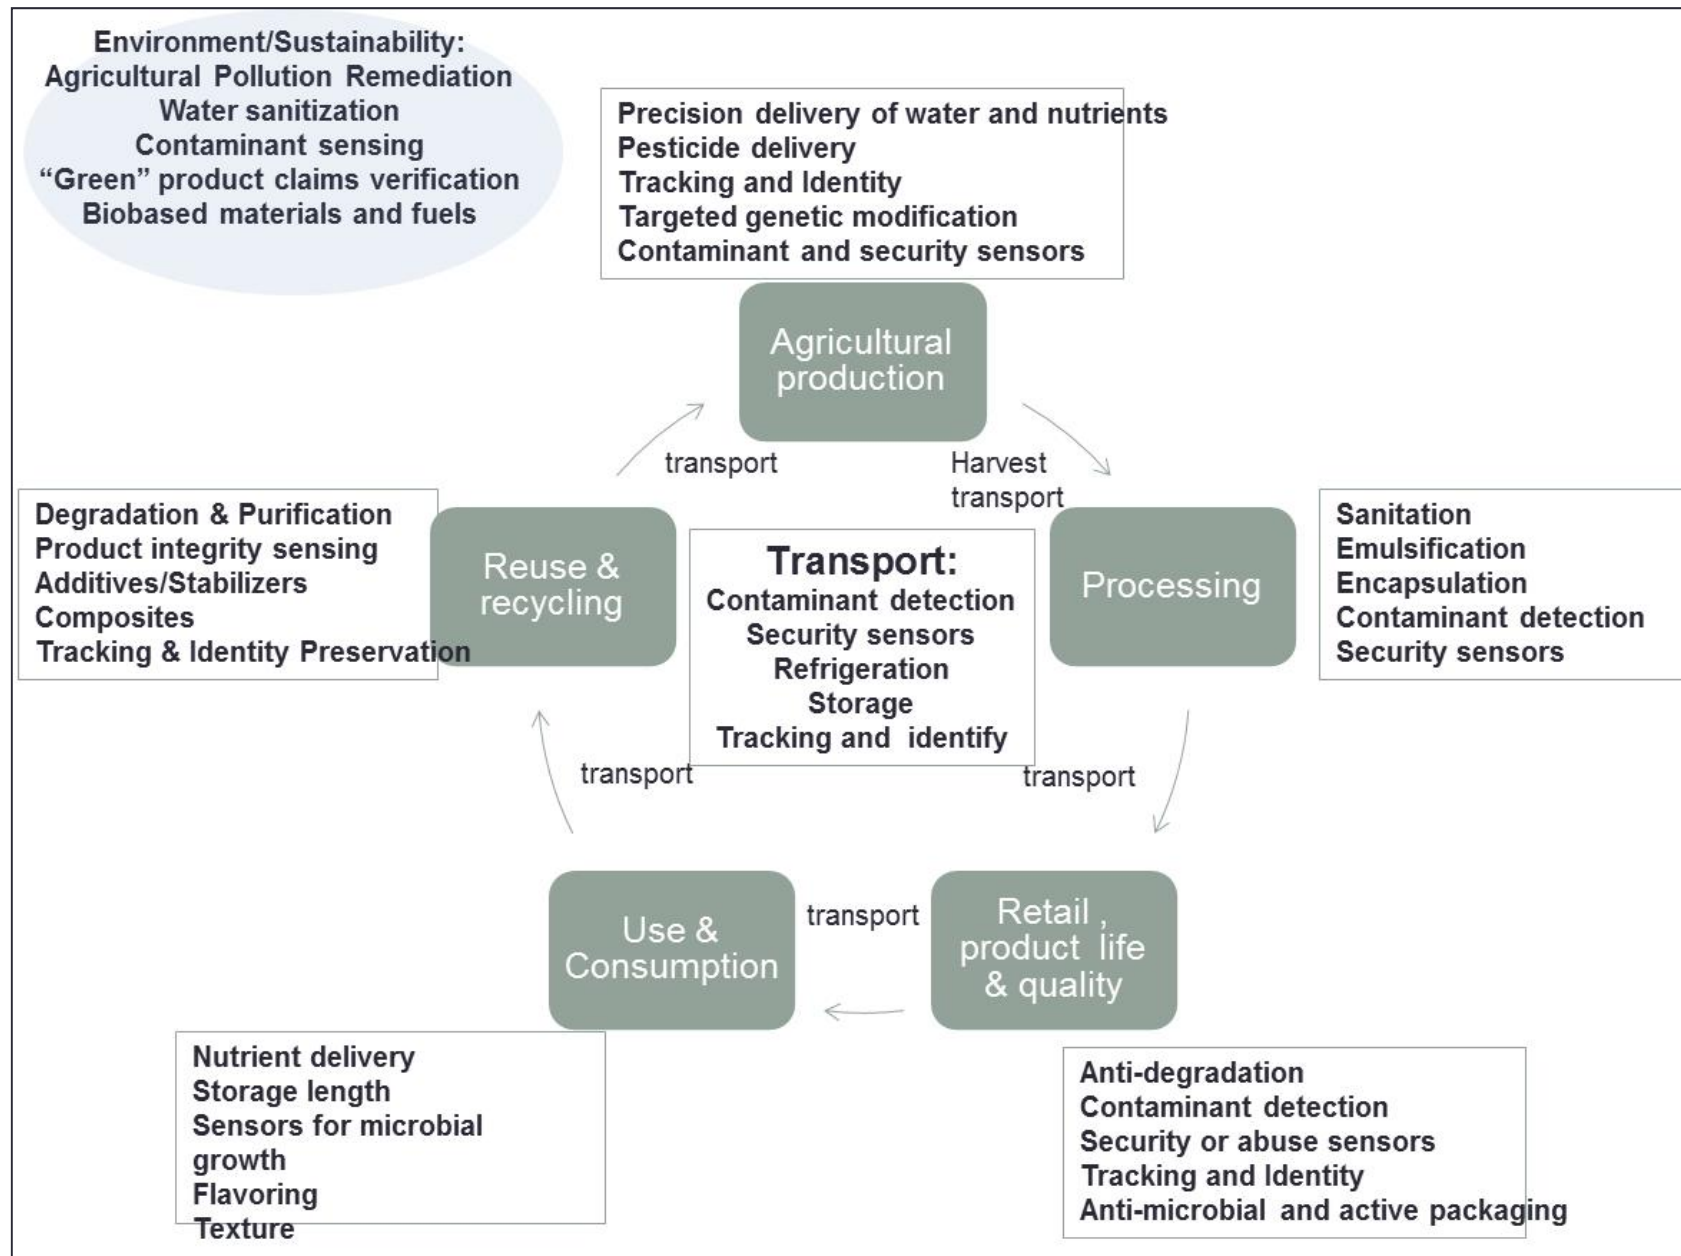 Environment/Sustainability:
Agricultural Pollution Remediation
Water sanitization
Contaminant sensing
“Green” product claims verification
Biobased materials and fuels
Precision delivery of water and nutrients
Pesticide delivery
Tracking and Identity
Targeted genetic modification
Contaminant and security sensors
Agricultural
production
transport
Harvest
transport
Degradation & Purification
Product integrity sensing
Additives/Stabilizers
Composites
Tracking & Identity Preservation
Reuse &
recycling
Transport:
Contaminant detection
Security sensors
Refrigeration
Storage
Tracking and identify
Processing
Sanitation
Emulsification
Encapsulation
Contaminant detection
Security sensors
transport
transport
Use &
Consumption
transport
Retail ,
product life
& quality
Nutrient delivery
Storage length
Sensors for microbial
growth
Flavoring
Texture
Anti-degradation
Contaminant detection
Security or abuse sensors
Tracking and Identity
Anti-microbial and active packaging